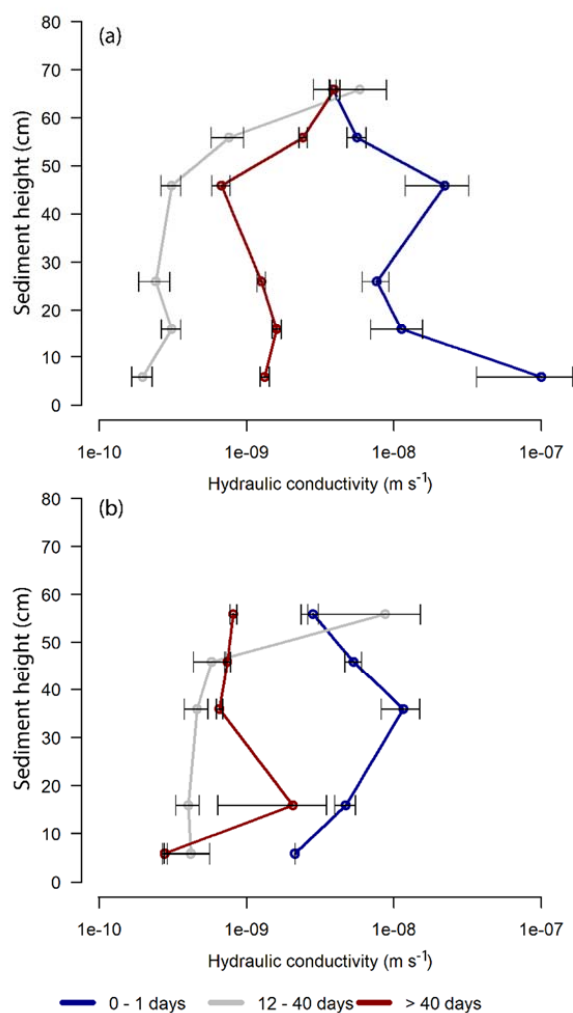 (a)
80
70
60
50
40
30
20
10
0
Sediment height (cm)
1e-10 1e-09 1e-08 1e-07
Hydraulic conductivity (m s⁻¹)
(b)
80
70
60
50
40
30
20
10
0
Sediment height (cm)
1e-10 1e-09 1e-08 1e-07
Hydraulic conductivity (m s⁻¹)
0 - 1 days 12 - 40 days > 40 days